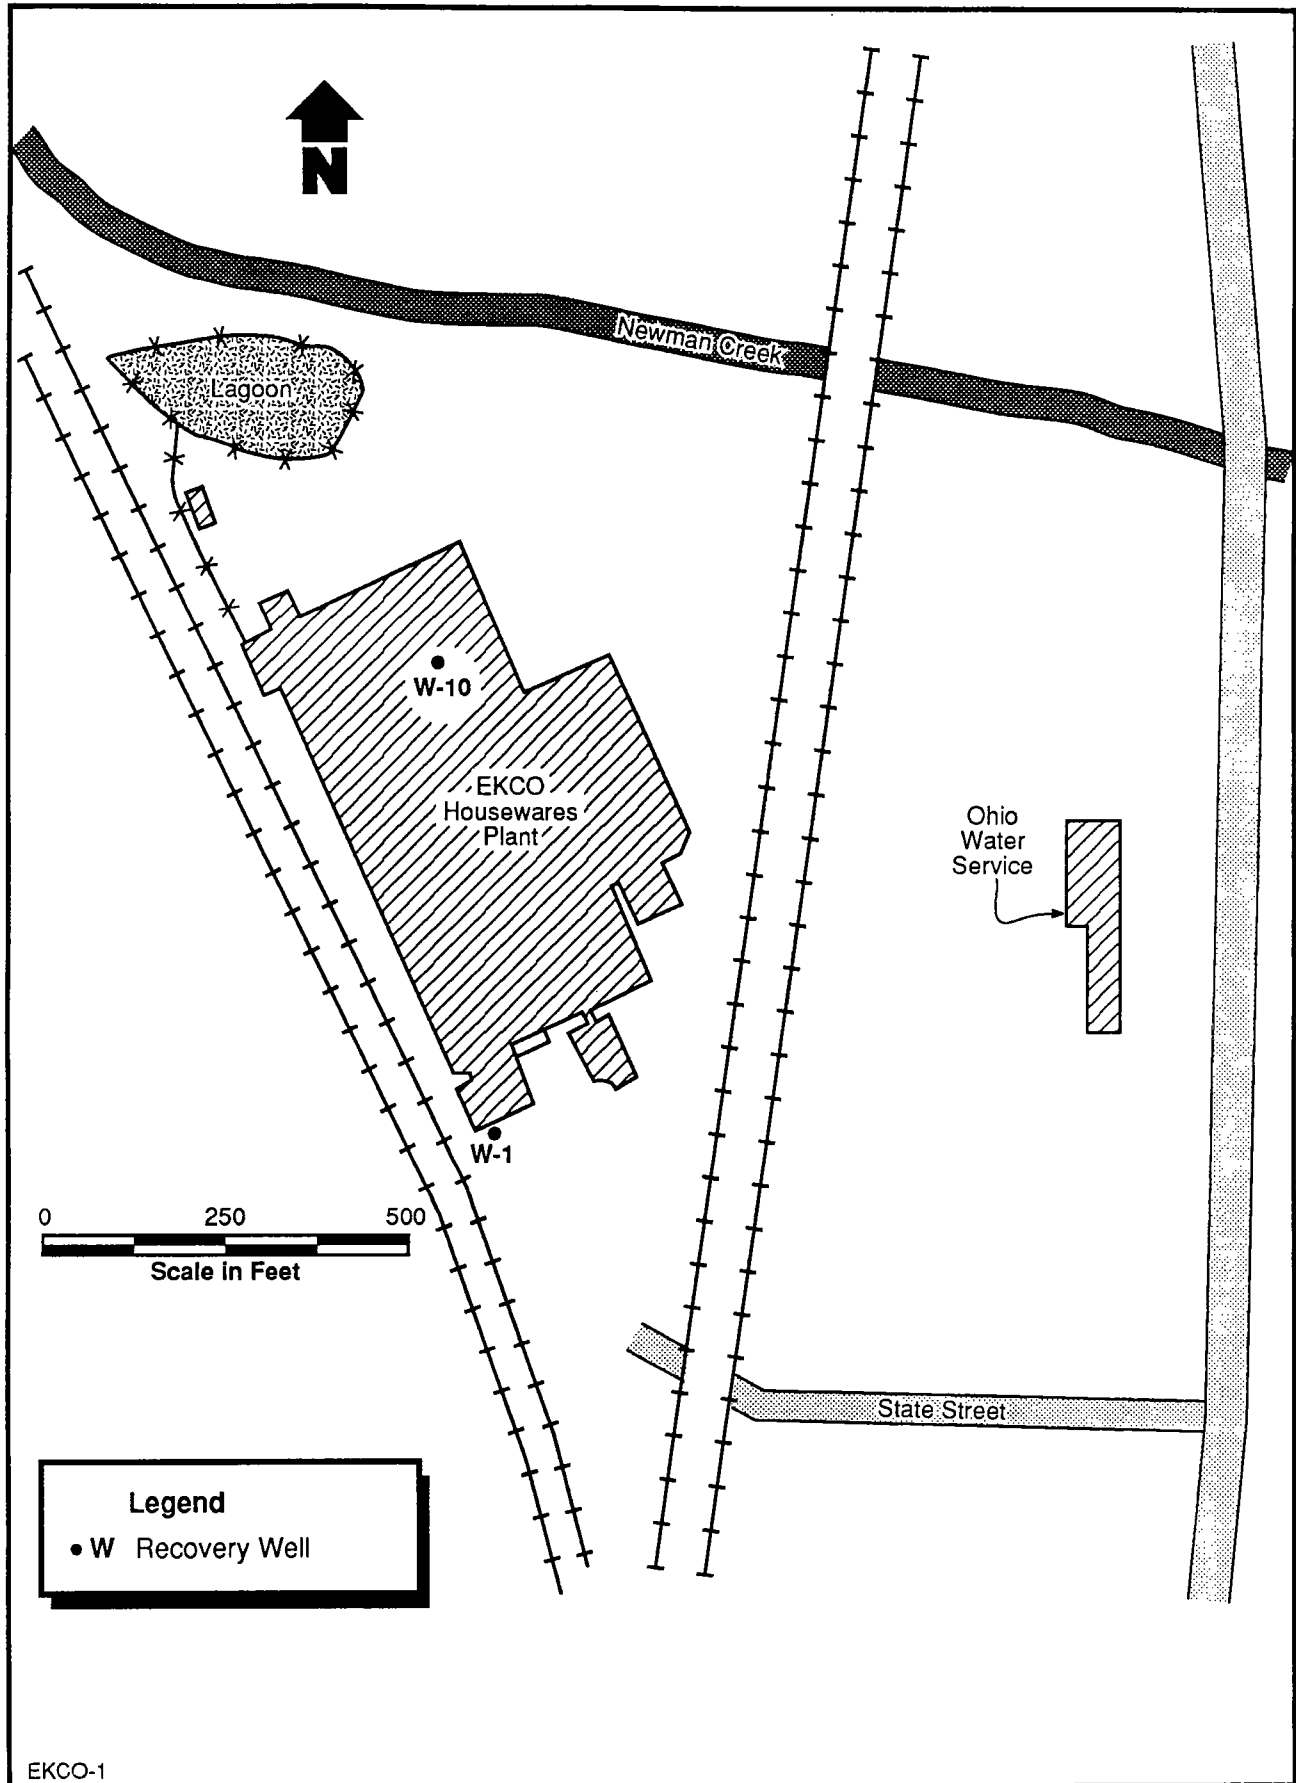 N
Newman Creek
Lagoon
W-10
EKCO
Housewares
Plant
Ohio
Water
Service
W-1
0 250 500
Scale in Feet
State Street
Legend
W Recovery Well
EKCO-1